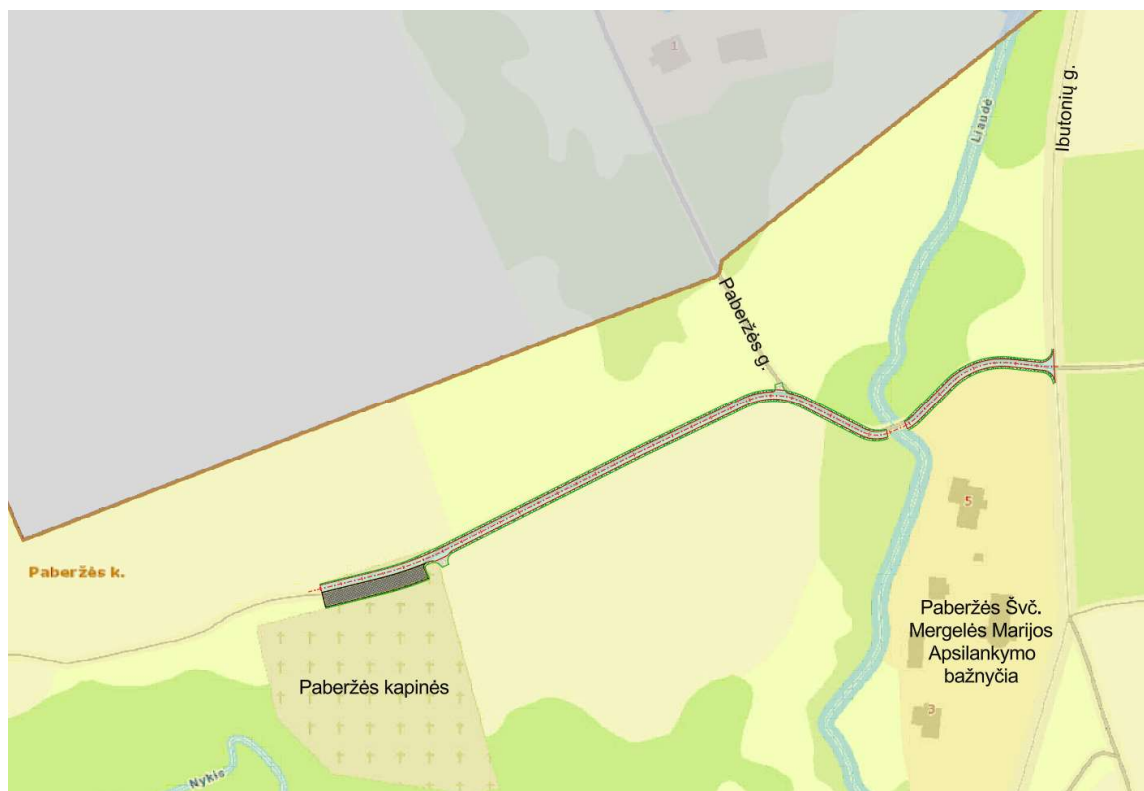 1
Liaudė
Ibutonių g.
Paberžės g.
5
Paberžės k.
Paberžės Švč.
Mergelės Marijos
Apsilankymo
bažnyčia
Paberžės kapinės
3
Nykis